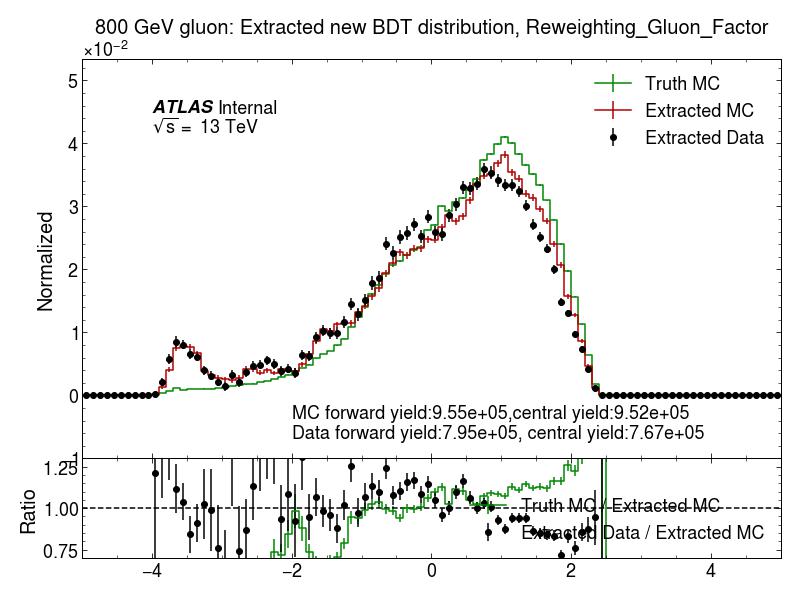 800 GeV gluon: Extracted new BDT distribution, Reweighting_Gluon_Factor
×10⁻²
5
4
3
2
1
0
Normalized
ATLAS Internal
√s = 13 TeV
Truth MC
Extracted MC
Extracted Data
MC forward yield:9.55e+05,central yield:9.52e+05
Data forward yield:7.95e+05, central yield:7.67e+05
1.25
1.00
0.75
Ratio
Truth MC / Extracted MC
Extracted Data / Extracted MC
−4
−2
0
2
4